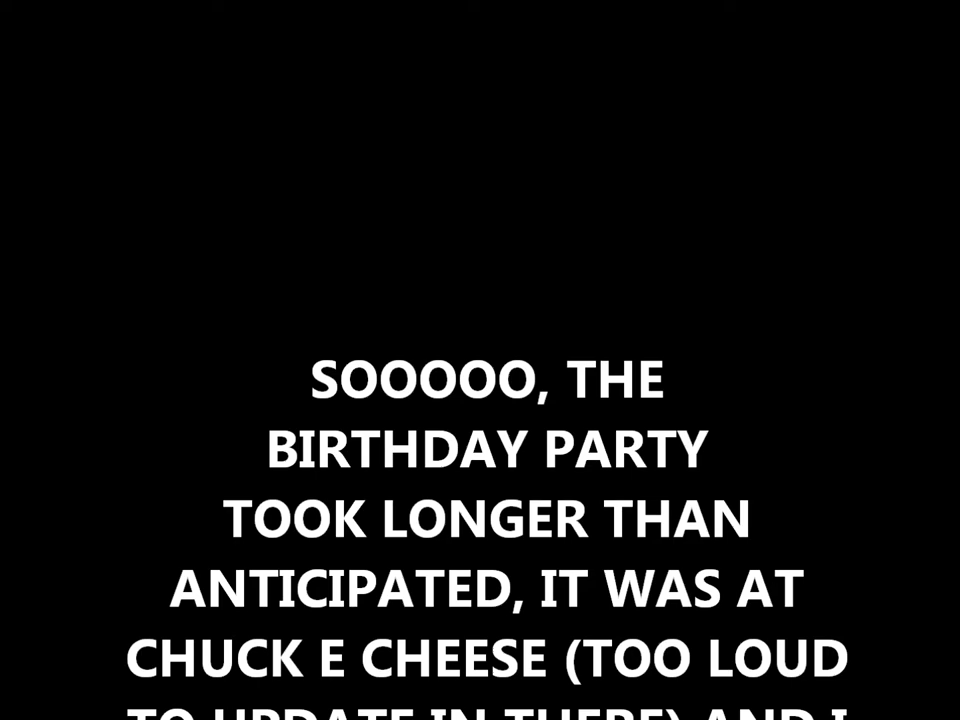 SOOOOO, THE
BIRTHDAY PARTY
TOOK LONGER THAN
ANTICIPATED, IT WAS AT
CHUCK E CHEESE (TOO LOUD
TO UPDATE IN THERE) AND I